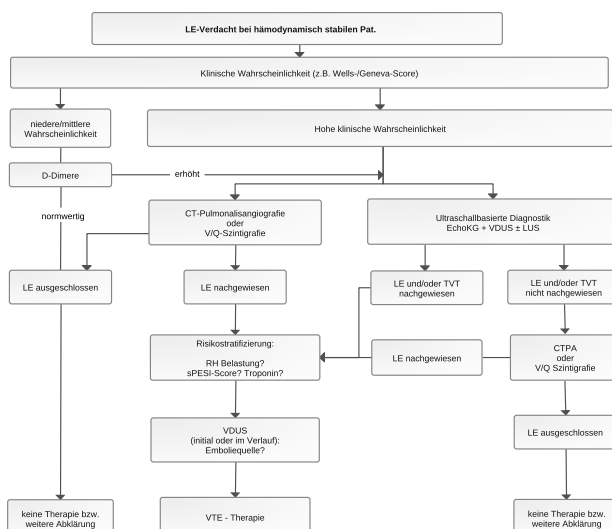 LE-Verdacht bei hämodynamisch stabilen Pat.
Klinische Wahrscheinlichkeit (z.B. Wells-/Geneva-Score)
niedere/mittlere
Wahrscheinlichkeit
Hohe klinische Wahrscheinlichkeit
D-Dimere
erhöht
normwertig
CT-Pulmonalisangiografie
oder
V/Q-Szintigrafie
Ultraschallbasierte Diagnostik
EchoKG + VDUS ± LUS
LE ausgeschlossen
LE nachgewiesen
LE und/oder TVT
nachgewiesen
LE und/oder TVT
nicht nachgewiesen
Risikostratifizierung:
RH Belastung?
sPESI-Score? Troponin?
LE nachgewiesen
CTPA
oder
V/Q Szintigrafie
VDUS
(initial oder im Verlauf):
Emboliequelle?
LE ausgeschlossen
keine Therapie bzw.
weitere Abklärung
VTE - Therapie
keine Therapie bzw.
weitere Abklärung